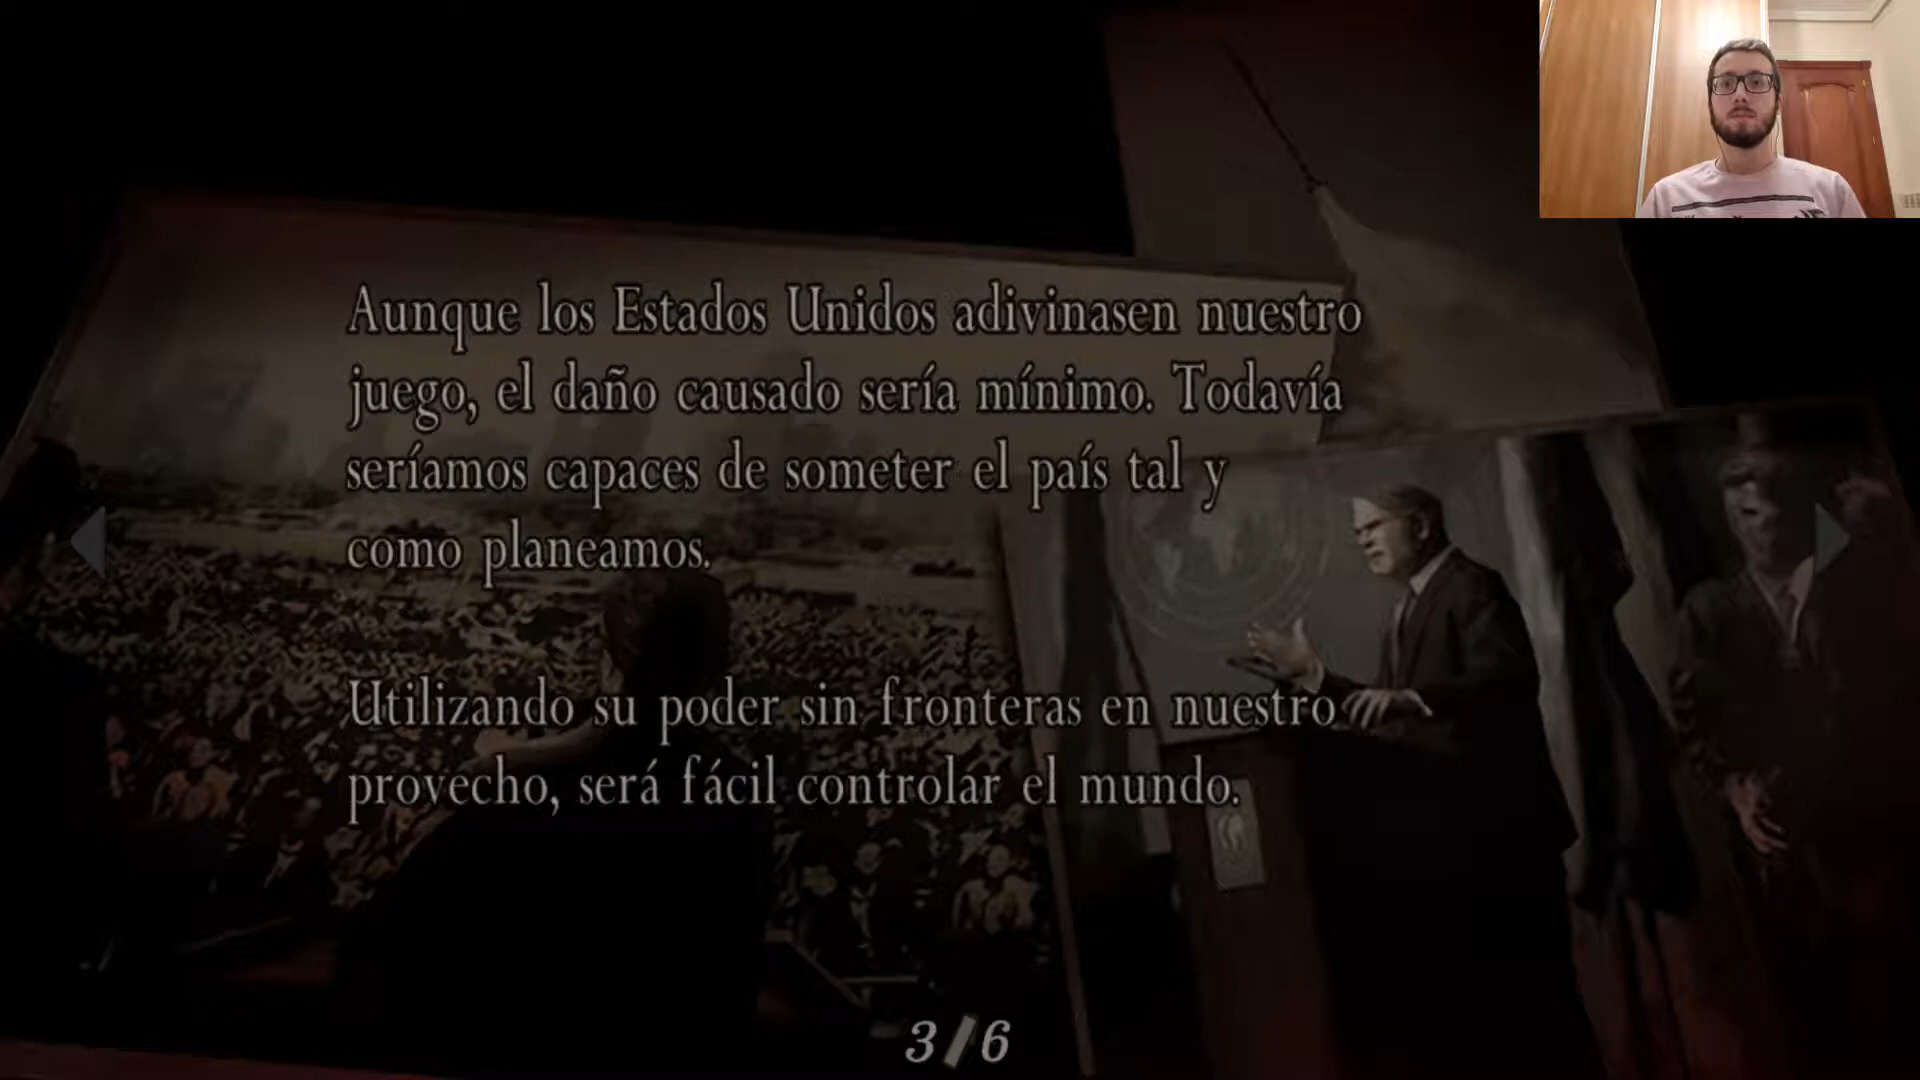 Aunque los Estados Unidos adivinasen nuestro
juego, el daño causado sería mínimo. Todavía
seríamos capaces de someter el país tal y
como planeamos.
Utilizando su poder sin fronteras en nuestro
provecho, será fácil controlar el mundo.
3/6